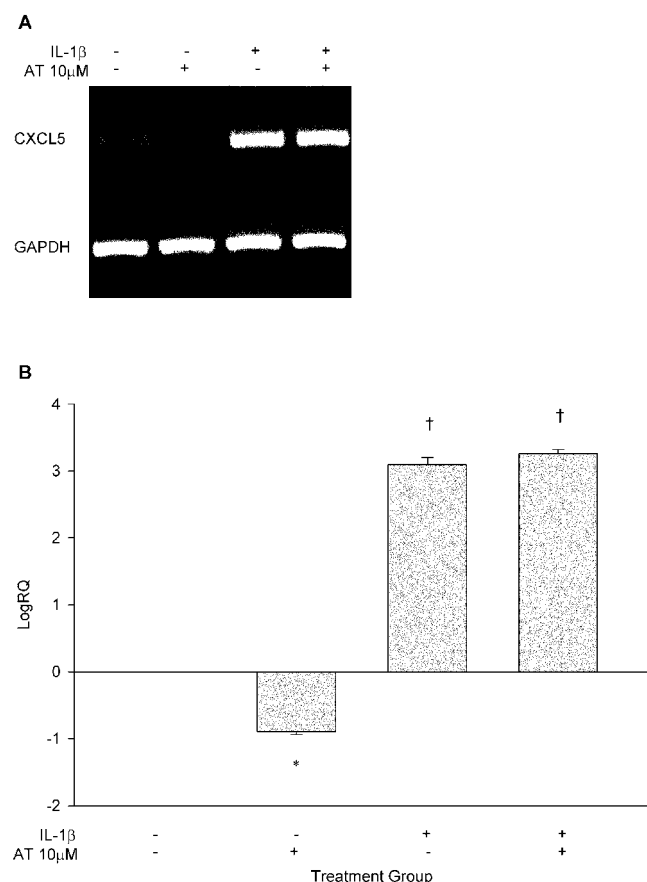 A
IL-1β - - + +
AT 10μM - + - +
CXCL5
GAPDH
B
4
†
†
3
2
LogRQ
1
0
-1
*
-2
IL-1β - - + +
AT 10μM - + - +
Treatment Group